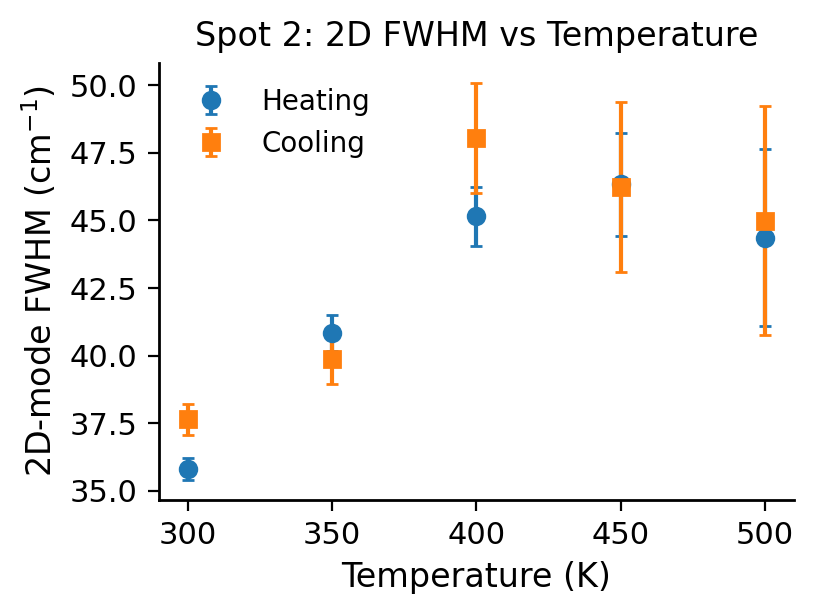 Spot 2: 2D FWHM vs Temperature
Heating
Cooling
2D-mode FWHM (cm⁻¹)
50.0
47.5
45.0
42.5
40.0
37.5
35.0
300 350 400 450 500
Temperature (K)